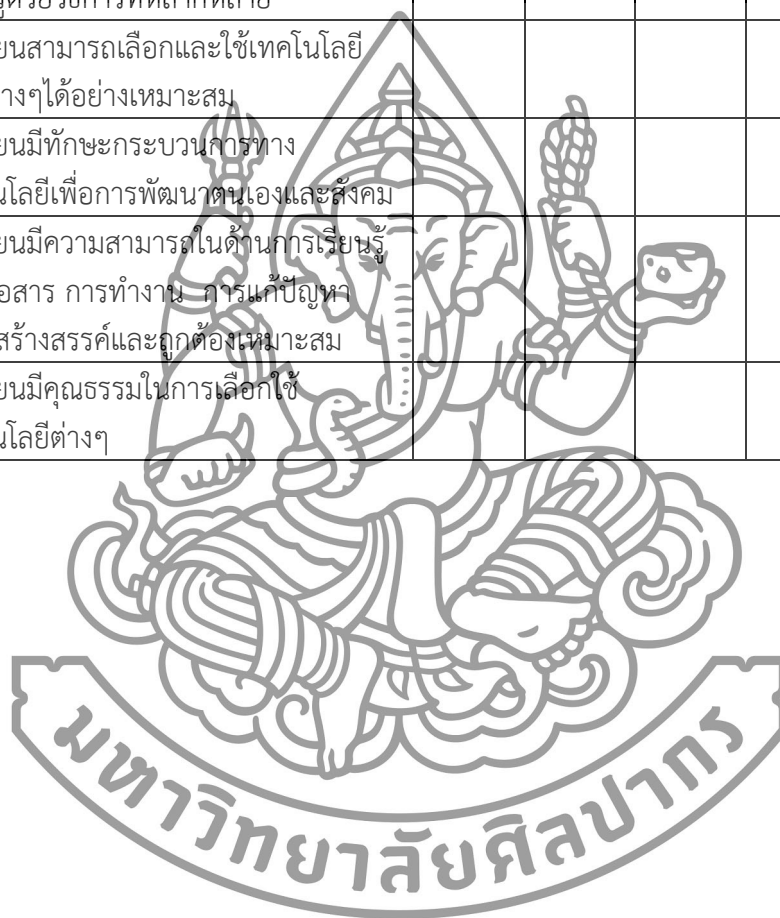 ยนสามารถเลือกและใช้เทคโนโลยี
างๆได้อย่างเหมาะสม
ยนมีทักษะกระบวนการทาง
นโลยีเพื่อการพัฒนาตนเองและสังคม
ยนมีความสามารถในด้านการเรียนรู้
อสาร การทำงาน การแก้ปัญหา
สร้างสรรค์และถูกต้องเหมาะสม
ยนมีคุณธรรมในการเลือกใช้
นโลยีต่างๆ
มหาวิทยาลัยศิลปากร